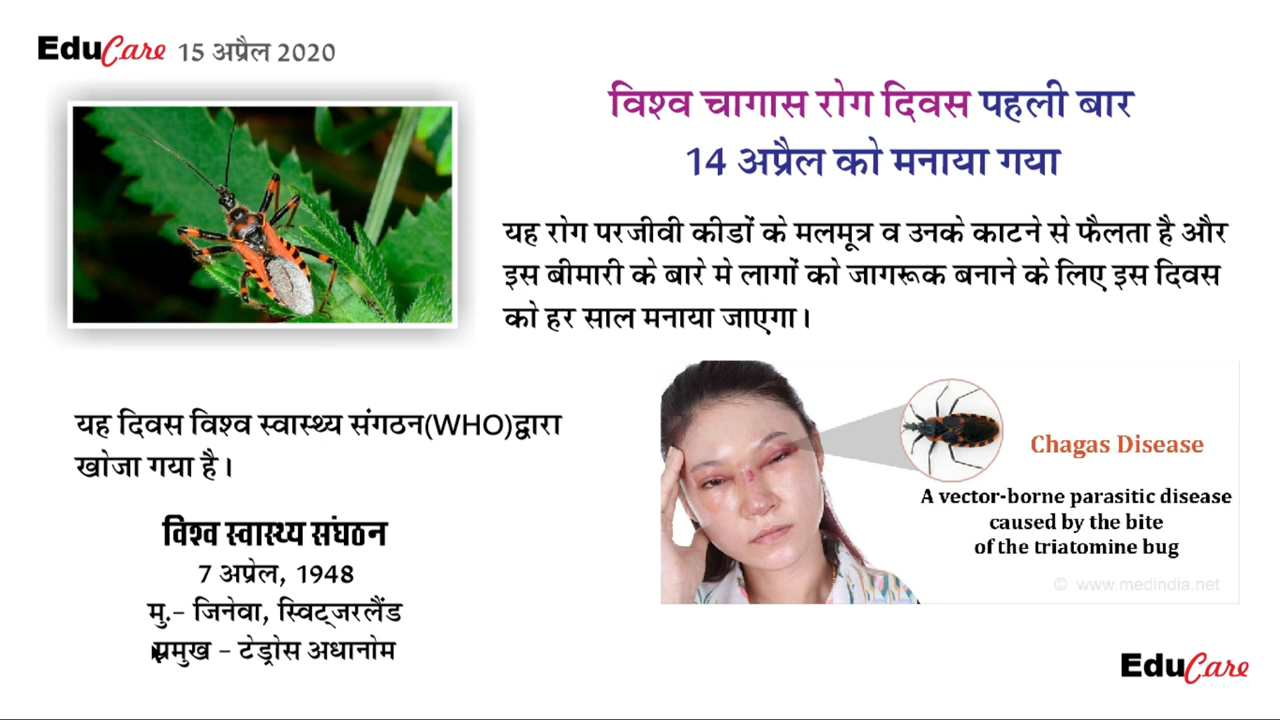 EduCare 15 अप्रैल 2020
विश्व चागास रोग दिवस पहली बार
14 अप्रैल को मनाया गया
यह रोग परजीवी कीडों के मलमूत्र व उनके काटने से फैलता है और
इस बीमारी के बारे मे लागों को जागरूक बनाने के लिए इस दिवस
को हर साल मनाया जाएगा।
यह दिवस विश्व स्वास्थ्य संगठन(WHO)द्वारा
खोजा गया है।
विश्व स्वास्थ्य संघठन
7 अप्रेल, 1948
मु.– जिनेवा, स्विट्जरलैंड
प्रमुख – टेड्रोस अधानोम
Chagas Disease
A vector-borne parasitic disease
caused by the bite
of the triatomine bug
© www.medindia.net
EduCare